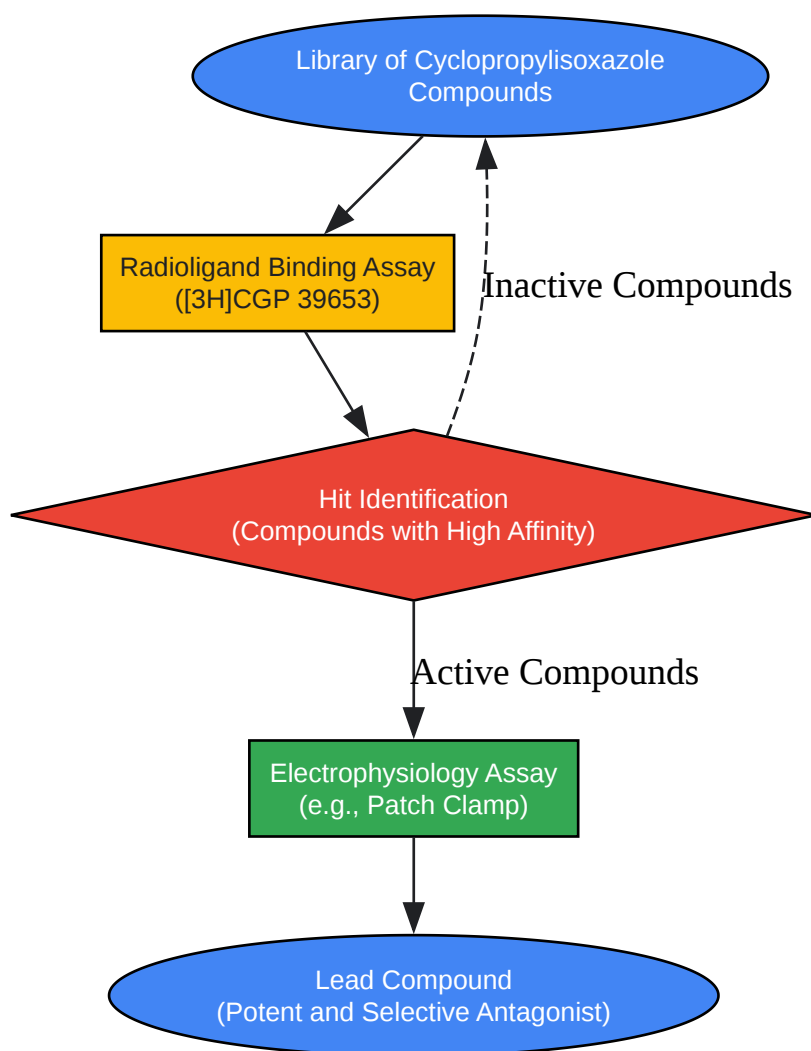 Library of Cyclopropylisoxazole
Compounds
Radioligand Binding Assay
([3H]CGP 39653)
Inactive Compounds
Hit Identification
(Compounds with High Affinity)
Active Compounds
Electrophysiology Assay
(e.g., Patch Clamp)
Lead Compound
(Potent and Selective Antagonist)